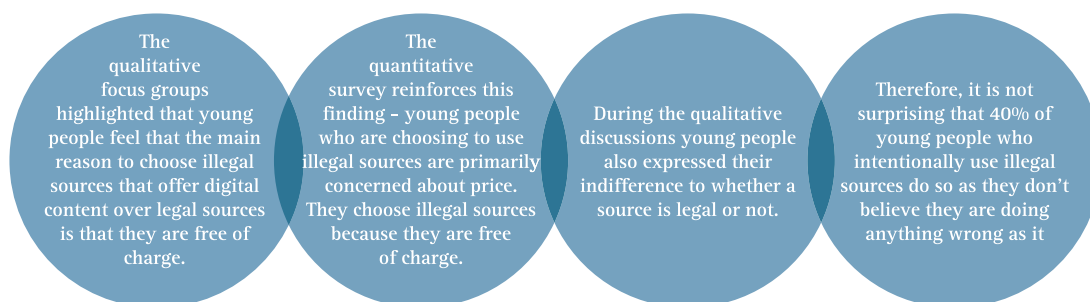 The
qualitative
focus groups
highlighted that young
people feel that the main
reason to choose illegal
sources that offer digital
content over legal sources
is that they are free of
charge.
The
quantitative
survey reinforces this
finding – young people
who are choosing to use
illegal sources are primarily
concerned about price.
They choose illegal sources
because they are free
of charge.
During the qualitative
discussions young people
also expressed their
indifference to whether a
source is legal or not.
Therefore, it is not
surprising that 40% of
young people who
intentionally use illegal
sources do so as they don’t
believe they are doing
anything wrong as it